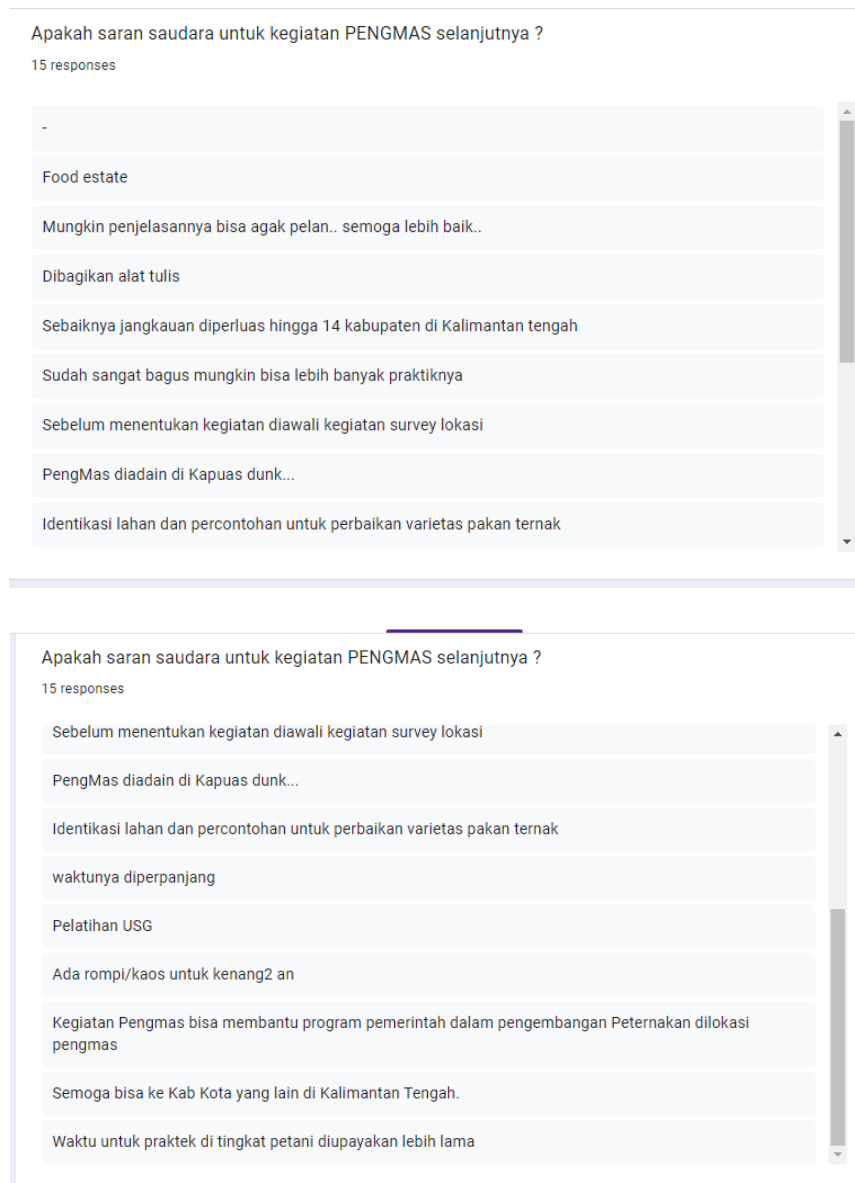 Apakah saran saudara untuk kegiatan PENGMAS selanjutnya ?
15 responses
-
Food estate
Mungkin penjelasannya bisa agak pelan.. semoga lebih baik..
Dibagikan alat tulis
Sebaiknya jangkauan diperluas hingga 14 kabupaten di Kalimantan tengah
Sudah sangat bagus mungkin bisa lebih banyak praktiknya
Sebelum menentukan kegiatan diawali kegiatan survey lokasi
PengMas diadain di Kapuas dunk...
Identikasi lahan dan percontohan untuk perbaikan varietas pakan ternak
Apakah saran saudara untuk kegiatan PENGMAS selanjutnya ?
15 responses
Sebelum menentukan kegiatan diawali kegiatan survey lokasi
PengMas diadain di Kapuas dunk...
Identikasi lahan dan percontohan untuk perbaikan varietas pakan ternak
waktunya diperpanjang
Pelatihan USG
Ada rompi/kaos untuk kenang2 an
Kegiatan Pengmas bisa membantu program pemerintah dalam pengembangan Peternakan dilokasi
pengmas
Semoga bisa ke Kab Kota yang lain di Kalimantan Tengah.
Waktu untuk praktek di tingkat petani diupayakan lebih lama